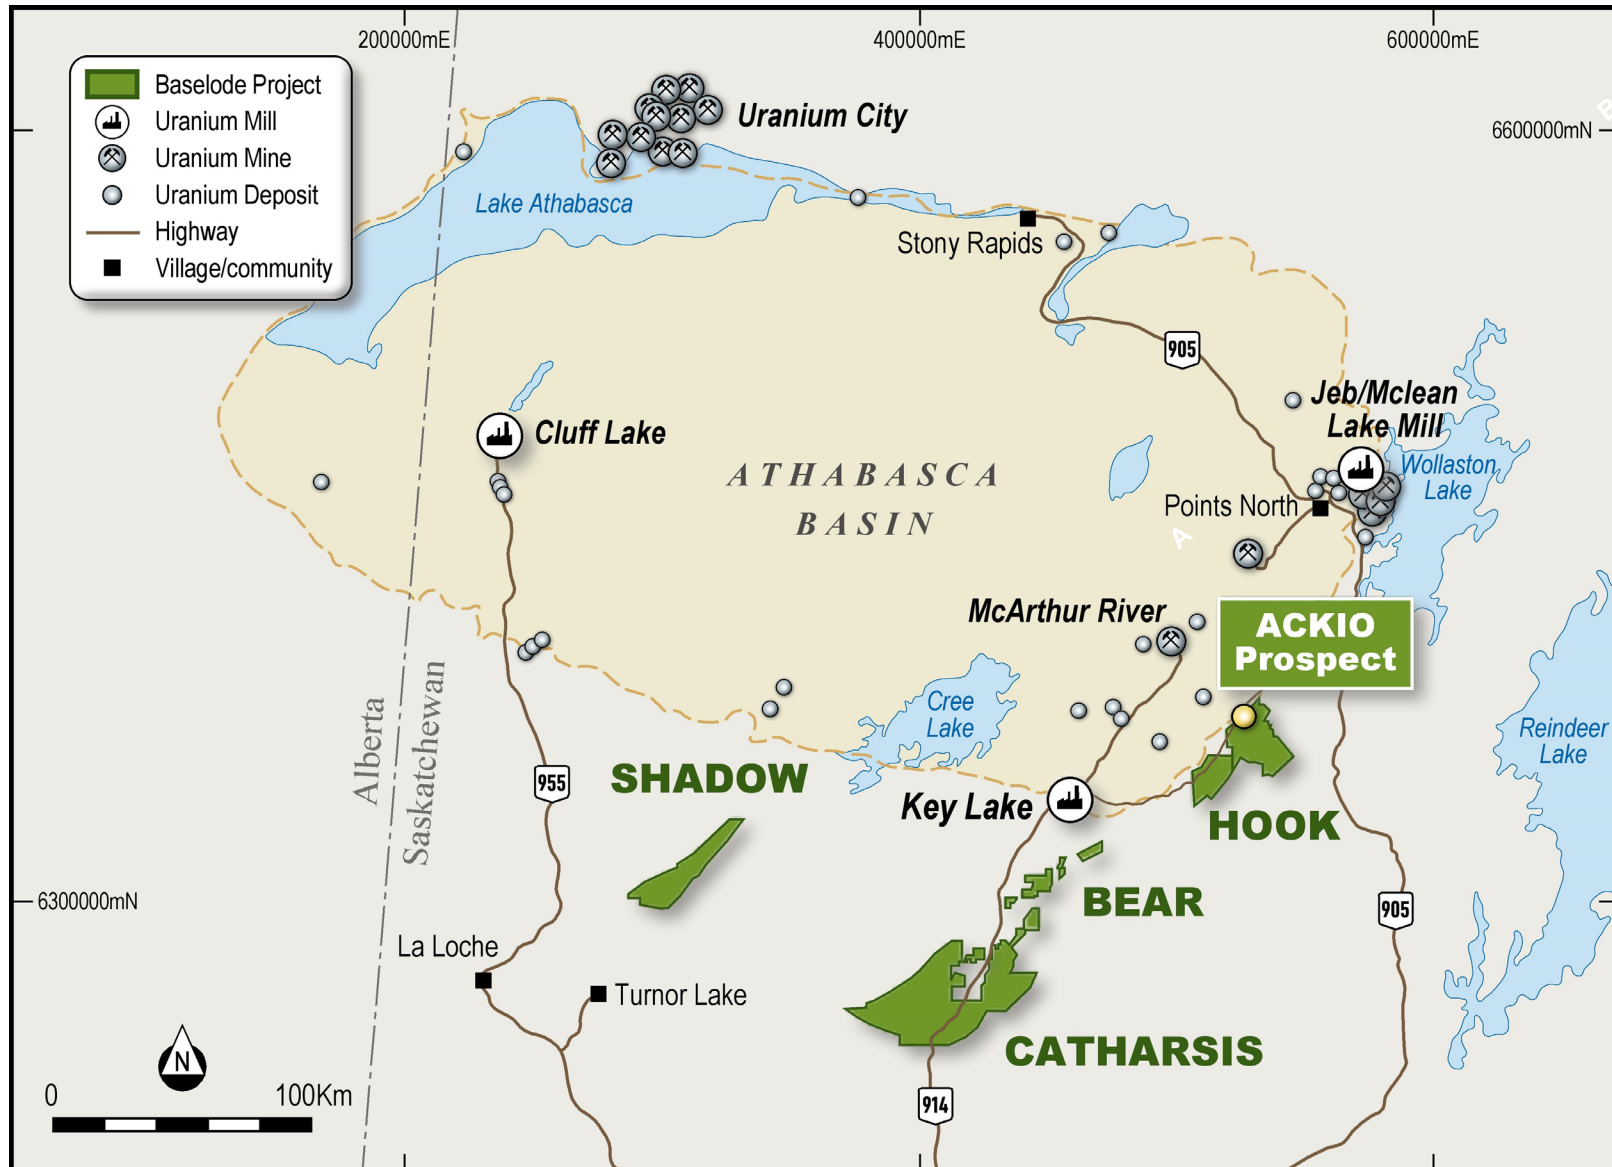 200000mE
400000mE
600000mE
Baselode Project
Uranium Mill
Uranium Mine
Uranium Deposit
Highway
Village/community
Uranium City
6600000mN
B
Lake Athabasca
Stony Rapids
905
Jeb/Mclean
Lake Mill
Cluff Lake
ATHABASCA
BASIN
Wollaston
Lake
Points North
A
McArthur River
ACKIO
Prospect
Cree
Lake
Reindeer
Lake
Alberta
Saskatchewan
955
SHADOW
Key Lake
HOOK
BEAR
6300000mN
905
La Loche
Turnor Lake
CATHARSIS
N
0
100Km
914